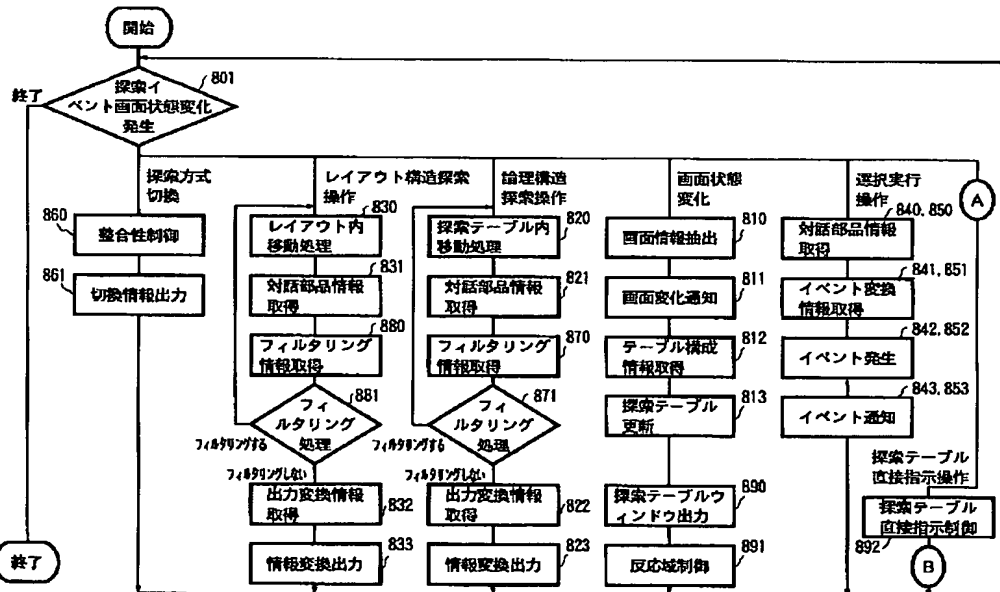 開始
探索イ
ベント画面状態変化
発生
801
終了
探索方式
切換
860
整合性制御
861
切換情報出力
レイアウト構造探索
操作
830
レイアウト内
移動処理
831
対話部品情報
取得
880
フィルタリング
情報取得
881
フィ
ルタリング
処理
フィルタリングする
フィルタリングしない
出力変換情報
取得
832
情報変換出力
833
論理構造
探索操作
820
探索テーブル内
移動処理
821
対話部品情報
取得
870
フィルタリング
情報取得
871
フィ
ルタリング
処理
フィルタリングする
フィルタリングしない
出力変換情報
取得
822
情報変換出力
823
画面状態
変化
810
画面情報抽出
811
画面変化通知
812
テーブル構成
情報取得
813
探索テーブル
更新
890
探索テーブルウ
ィンドウ出力
891
反応域制御
選択実行
操作
840, 850
対話部品情報
取得
841, 851
イベント変換
情報取得
842, 852
イベント発生
843, 853
イベント通知
A
探索テーブル
直接指示操作
探索テーブル
直接指示制御
892
B
終了